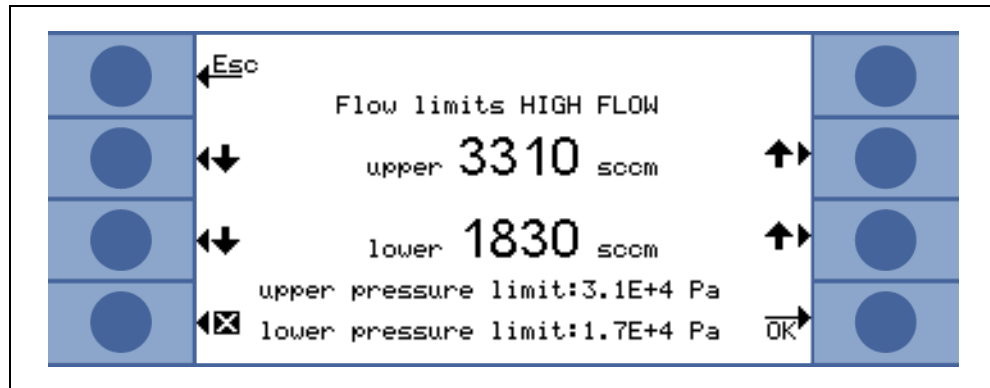 Esc
Flow limits HIGH FLOW
upper 3310 sccm
lower 1830 sccm
upper pressure limit:3.1E+4 Pa
lower pressure limit:1.7E+4 Pa
OK